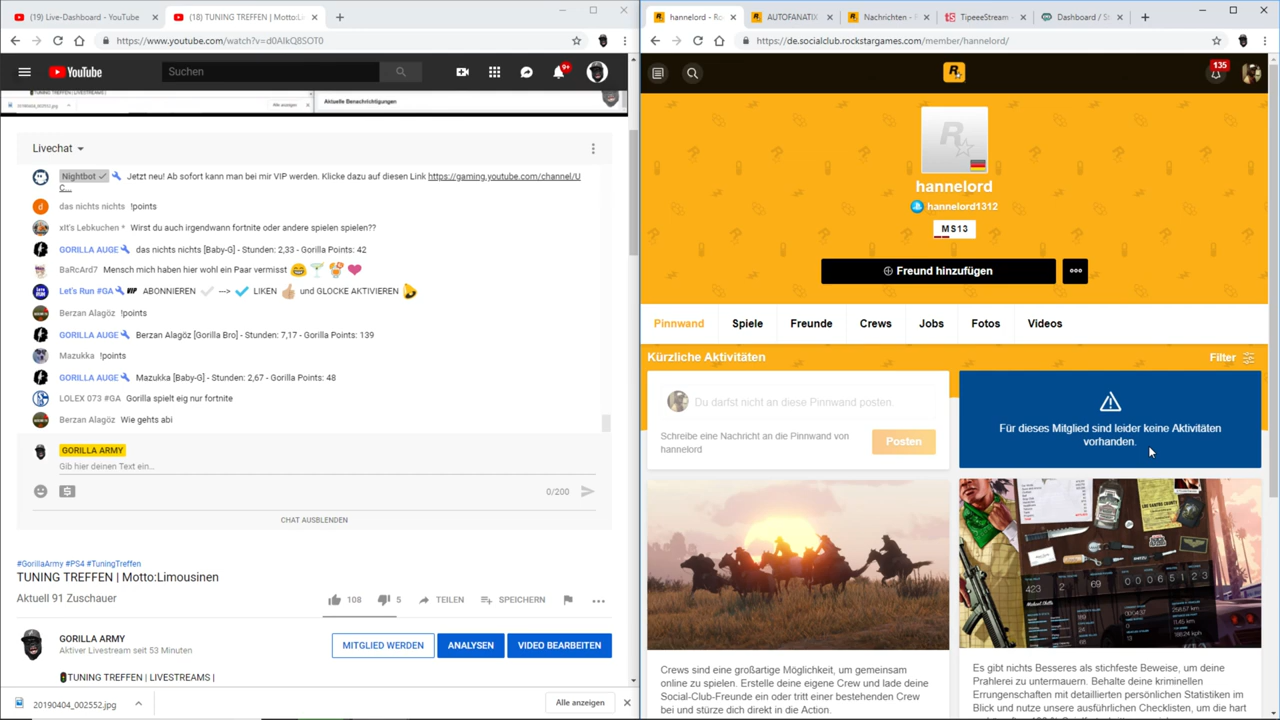 (19) Live-Dashboard - YouTube
(18) TUNING TREFFEN | Motto:Lim
https://www.youtube.com/watch?v=d0AIkQ8SOT0
YouTube
Suchen
9+
20190404_002552.jpg
Alle anzeigen
Aktuelle Benachrichtigungen
Livechat
Nightbot Jetzt neu! Ab sofort kann man bei mir VIP werden. Klicke dazu auf diesen Link https://gaming.youtube.com/channel/U
C...
das nichts nichts !points
xIt's Lebkuchen * Wirst du auch irgendwann fortnite oder andere spielen spielen??
GORILLA AUGE das nichts nichts [Baby-G] - Stunden: 2,33 - Gorilla Points: 42
BaRcArd7 Mensch mich haben hier wohl ein Paar vermisst
Let's Run #GA VIP ABONNIEREN ---> LIKEN und GLOCKE AKTIVIEREN
Berzan Alagöz !points
GORILLA AUGE Berzan Alagöz [Gorilla Bro] - Stunden: 7,17 - Gorilla Points: 139
Mazukka !points
GORILLA AUGE Mazukka [Baby-G] - Stunden: 2,67 - Gorilla Points: 48
LOLEX 073 #GA Gorilla spielt eig nur fortnite
Berzan Alagöz Wie gehts abi
GORILLA ARMY
Gib hier deinen Text ein...
0/200
CHAT AUSBLENDEN
#GorillaArmy #PS4 #TuningTreffen
TUNING TREFFEN | Motto:Limousinen
Aktuell 91 Zuschauer
108
5
TEILEN
SPEICHERN
GORILLA ARMY
Aktiver Livestream seit 53 Minuten
MITGLIED WERDEN
ANALYSEN
VIDEO BEARBEITEN
TUNING TREFFEN | LIVESTREAMS |
20190404_002552.jpg
Alle anzeigen
hannelord - Ro
AUTOFANATIX
Nachrichten - F
TipeeeStream -
Dashboard / St
https://de.socialclub.rockstargames.com/member/hannelord/
135
hannelord
hannelord1312
MS13
Freund hinzufügen
Pinnwand
Spiele
Freunde
Crews
Jobs
Fotos
Videos
Kürzliche Aktivitäten
Filter
Du darfst nicht an diese Pinnwand posten.
Schreibe eine Nachricht an die Pinnwand von
hannelord
Posten
Für dieses Mitglied sind leider keine Aktivitäten
vorhanden.
Crews sind eine großartige Möglichkeit, um gemeinsam
online zu spielen. Erstelle deine eigene Crew und lade deine
Social-Club-Freunde ein oder tritt einer bestehenden Crew
bei und stürze dich direkt in die Action.
Es gibt nichts Besseres als stichfeste Beweise, um deine
Prahlerei zu untermauern. Behalte deine kriminellen
Errungenschaften mit detaillierten persönlichen Statistiken im
Blick und nutze unsere ausführlichen Checklisten, um die hart